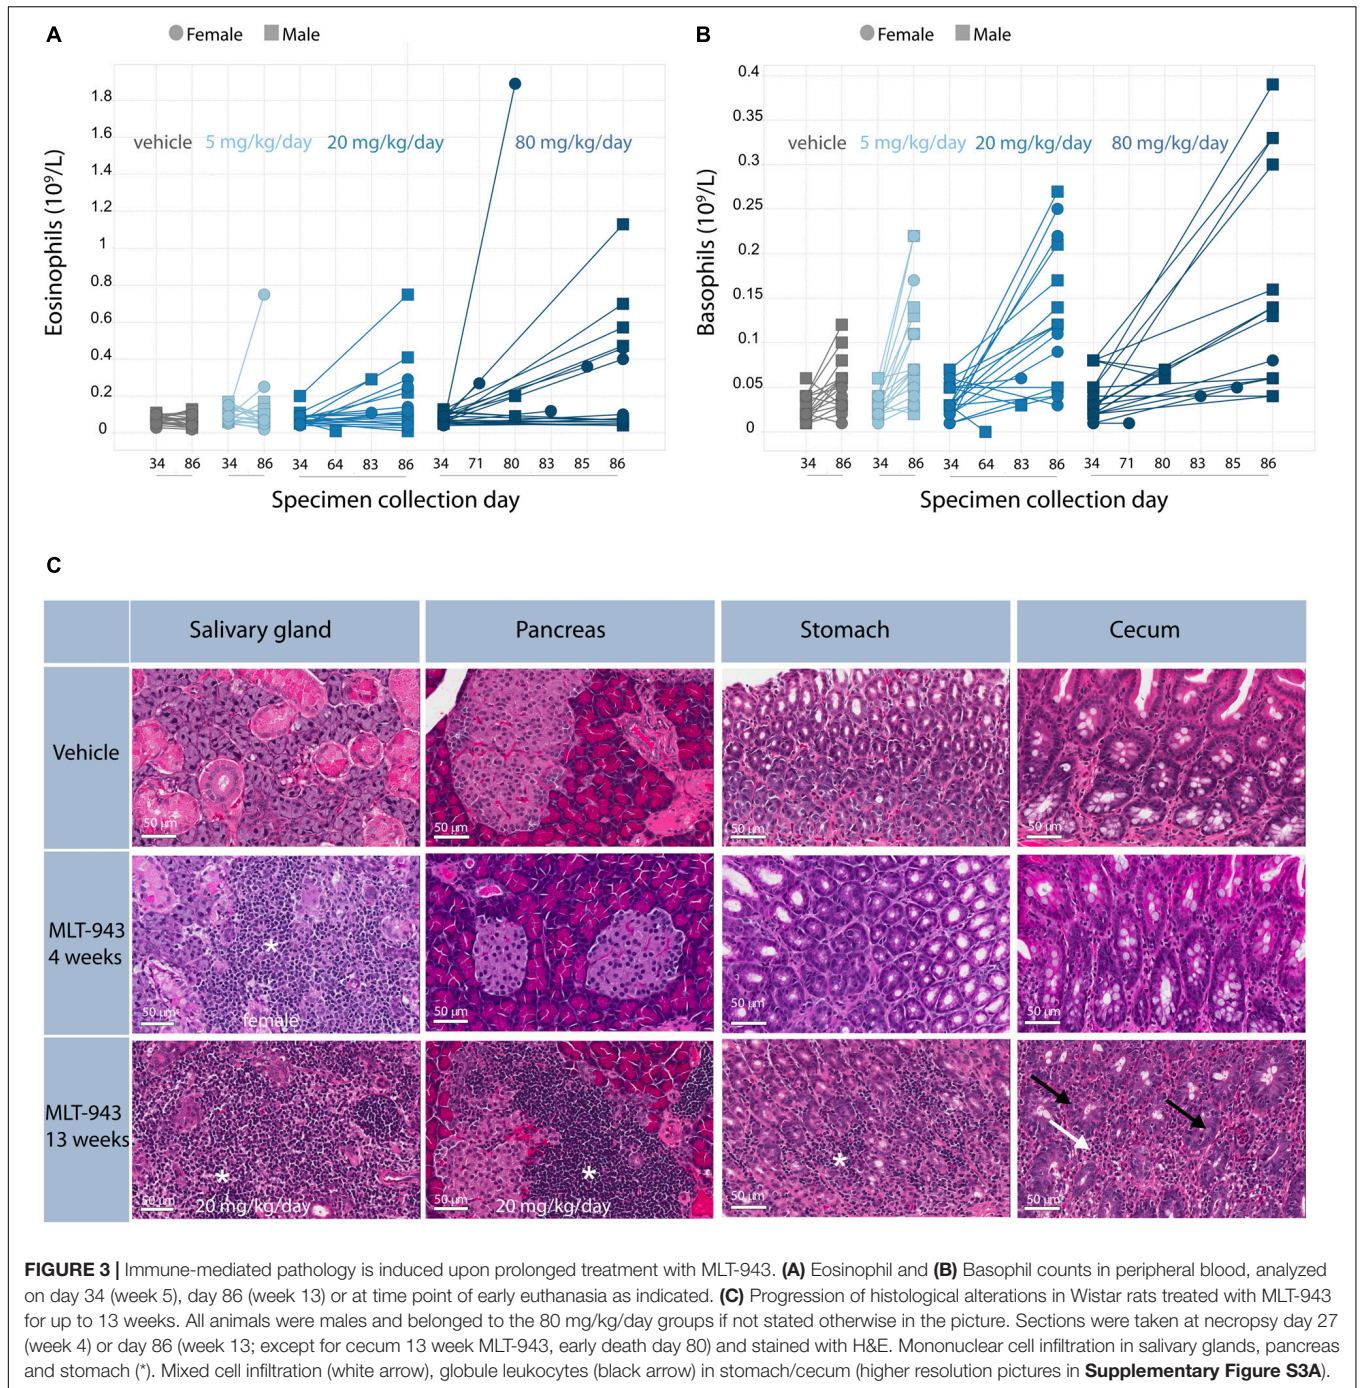 A
Female Male
Eosinophils (10⁹/L)
1.8
1.6
1.4
1.2
1
0.8
0.6
0.4
0.2
0
vehicle 5 mg/kg/day 20 mg/kg/day 80 mg/kg/day
34 86 34 86 34 64 83 86 34 71 80 83 85 86
Specimen collection day
B
Female Male
Basophils (10⁹/L)
0.4
0.35
0.3
0.25
0.2
0.15
0.1
0.05
0
vehicle 5 mg/kg/day 20 mg/kg/day 80 mg/kg/day
34 86 34 86 34 64 83 86 34 71 80 83 85 86
Specimen collection day
C
Salivary gland Pancreas Stomach Cecum
Vehicle
50 µm 50 µm 50 µm 50 µm
MLT-943
4 weeks
*
50 µm 50 µm 50 µm 50 µm
female
MLT-943
13 weeks
* * *
50 µm 50 µm 50 µm 50 µm
20 mg/kg/day 20 mg/kg/day
FIGURE 3 | Immune-mediated pathology is induced upon prolonged treatment with MLT-943. (A) Eosinophil and (B) Basophil counts in peripheral blood, analyzed
on day 34 (week 5), day 86 (week 13) or at time point of early euthanasia as indicated. (C) Progression of histological alterations in Wistar rats treated with MLT-943
for up to 13 weeks. All animals were males and belonged to the 80 mg/kg/day groups if not stated otherwise in the picture. Sections were taken at necropsy day 27
(week 4) or day 86 (week 13; except for cecum 13 week MLT-943, early death day 80) and stained with H&E. Mononuclear cell infiltration in salivary glands, pancreas
and stomach (*). Mixed cell infiltration (white arrow), globule leukocytes (black arrow) in stomach/cecum (higher resolution pictures in Supplementary Figure S3A).